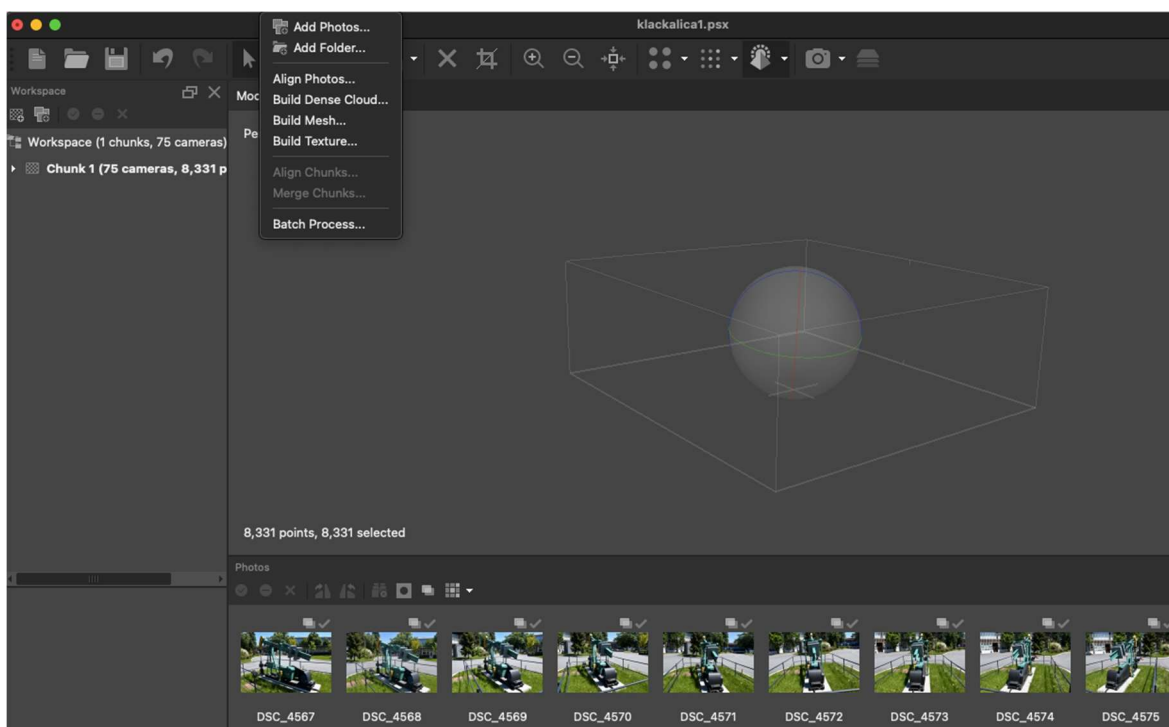 klackalica1.psx
Add Photos...
Add Folder...
Align Photos...
Build Dense Cloud...
Build Mesh...
Build Texture...
Align Chunks...
Merge Chunks...
Batch Process...
Workspace
Workspace (1 chunks, 75 cameras)
Chunk 1 (75 cameras, 8,331 p
Moc
Pe
8,331 points, 8,331 selected
Photos
DSC_4567 DSC_4568 DSC_4569 DSC_4570 DSC_4571 DSC_4572 DSC_4573 DSC_4574 DSC_4575